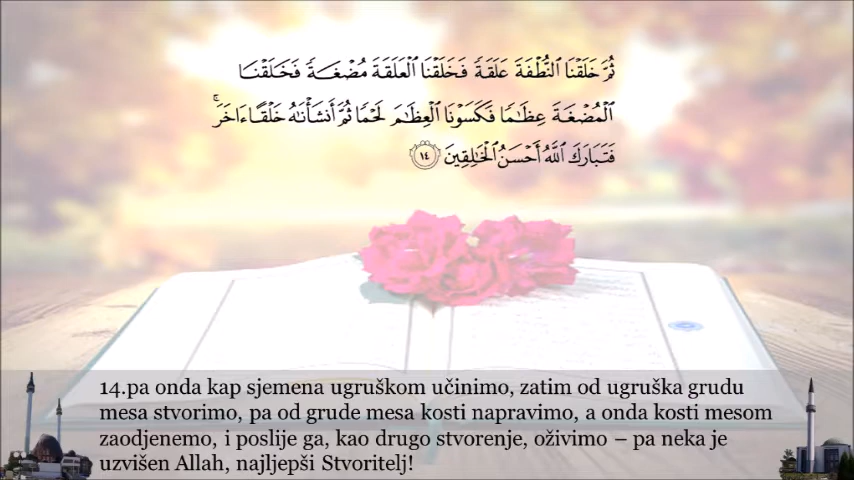 ثُمَّ خَلَقْنَا ٱلنُّطْفَةَ عَلَقَةً فَخَلَقْنَا ٱلْعَلَقَةَ مُضْغَةً فَخَلَقْنَا
ٱلْمُضْغَةَ عِظَٰمًا فَكَسَوْنَا ٱلْعِظَٰمَ لَحْمًا ثُمَّ أَنشَأْنَٰهُ خَلْقًا ءَاخَرَ ۚ
فَتَبَارَكَ ٱللَّهُ أَحْسَنُ ٱلْخَٰلِقِينَ ١٤
14.pa onda kap sjemena ugruškom učinimo, zatim od ugruška grudu
mesa stvorimo, pa od grude mesa kosti napravimo, a onda kosti mesom
zaodjenemo, i poslije ga, kao drugo stvorenje, oživimo – pa neka je
uzvišen Allah, najljepši Stvoritelj!